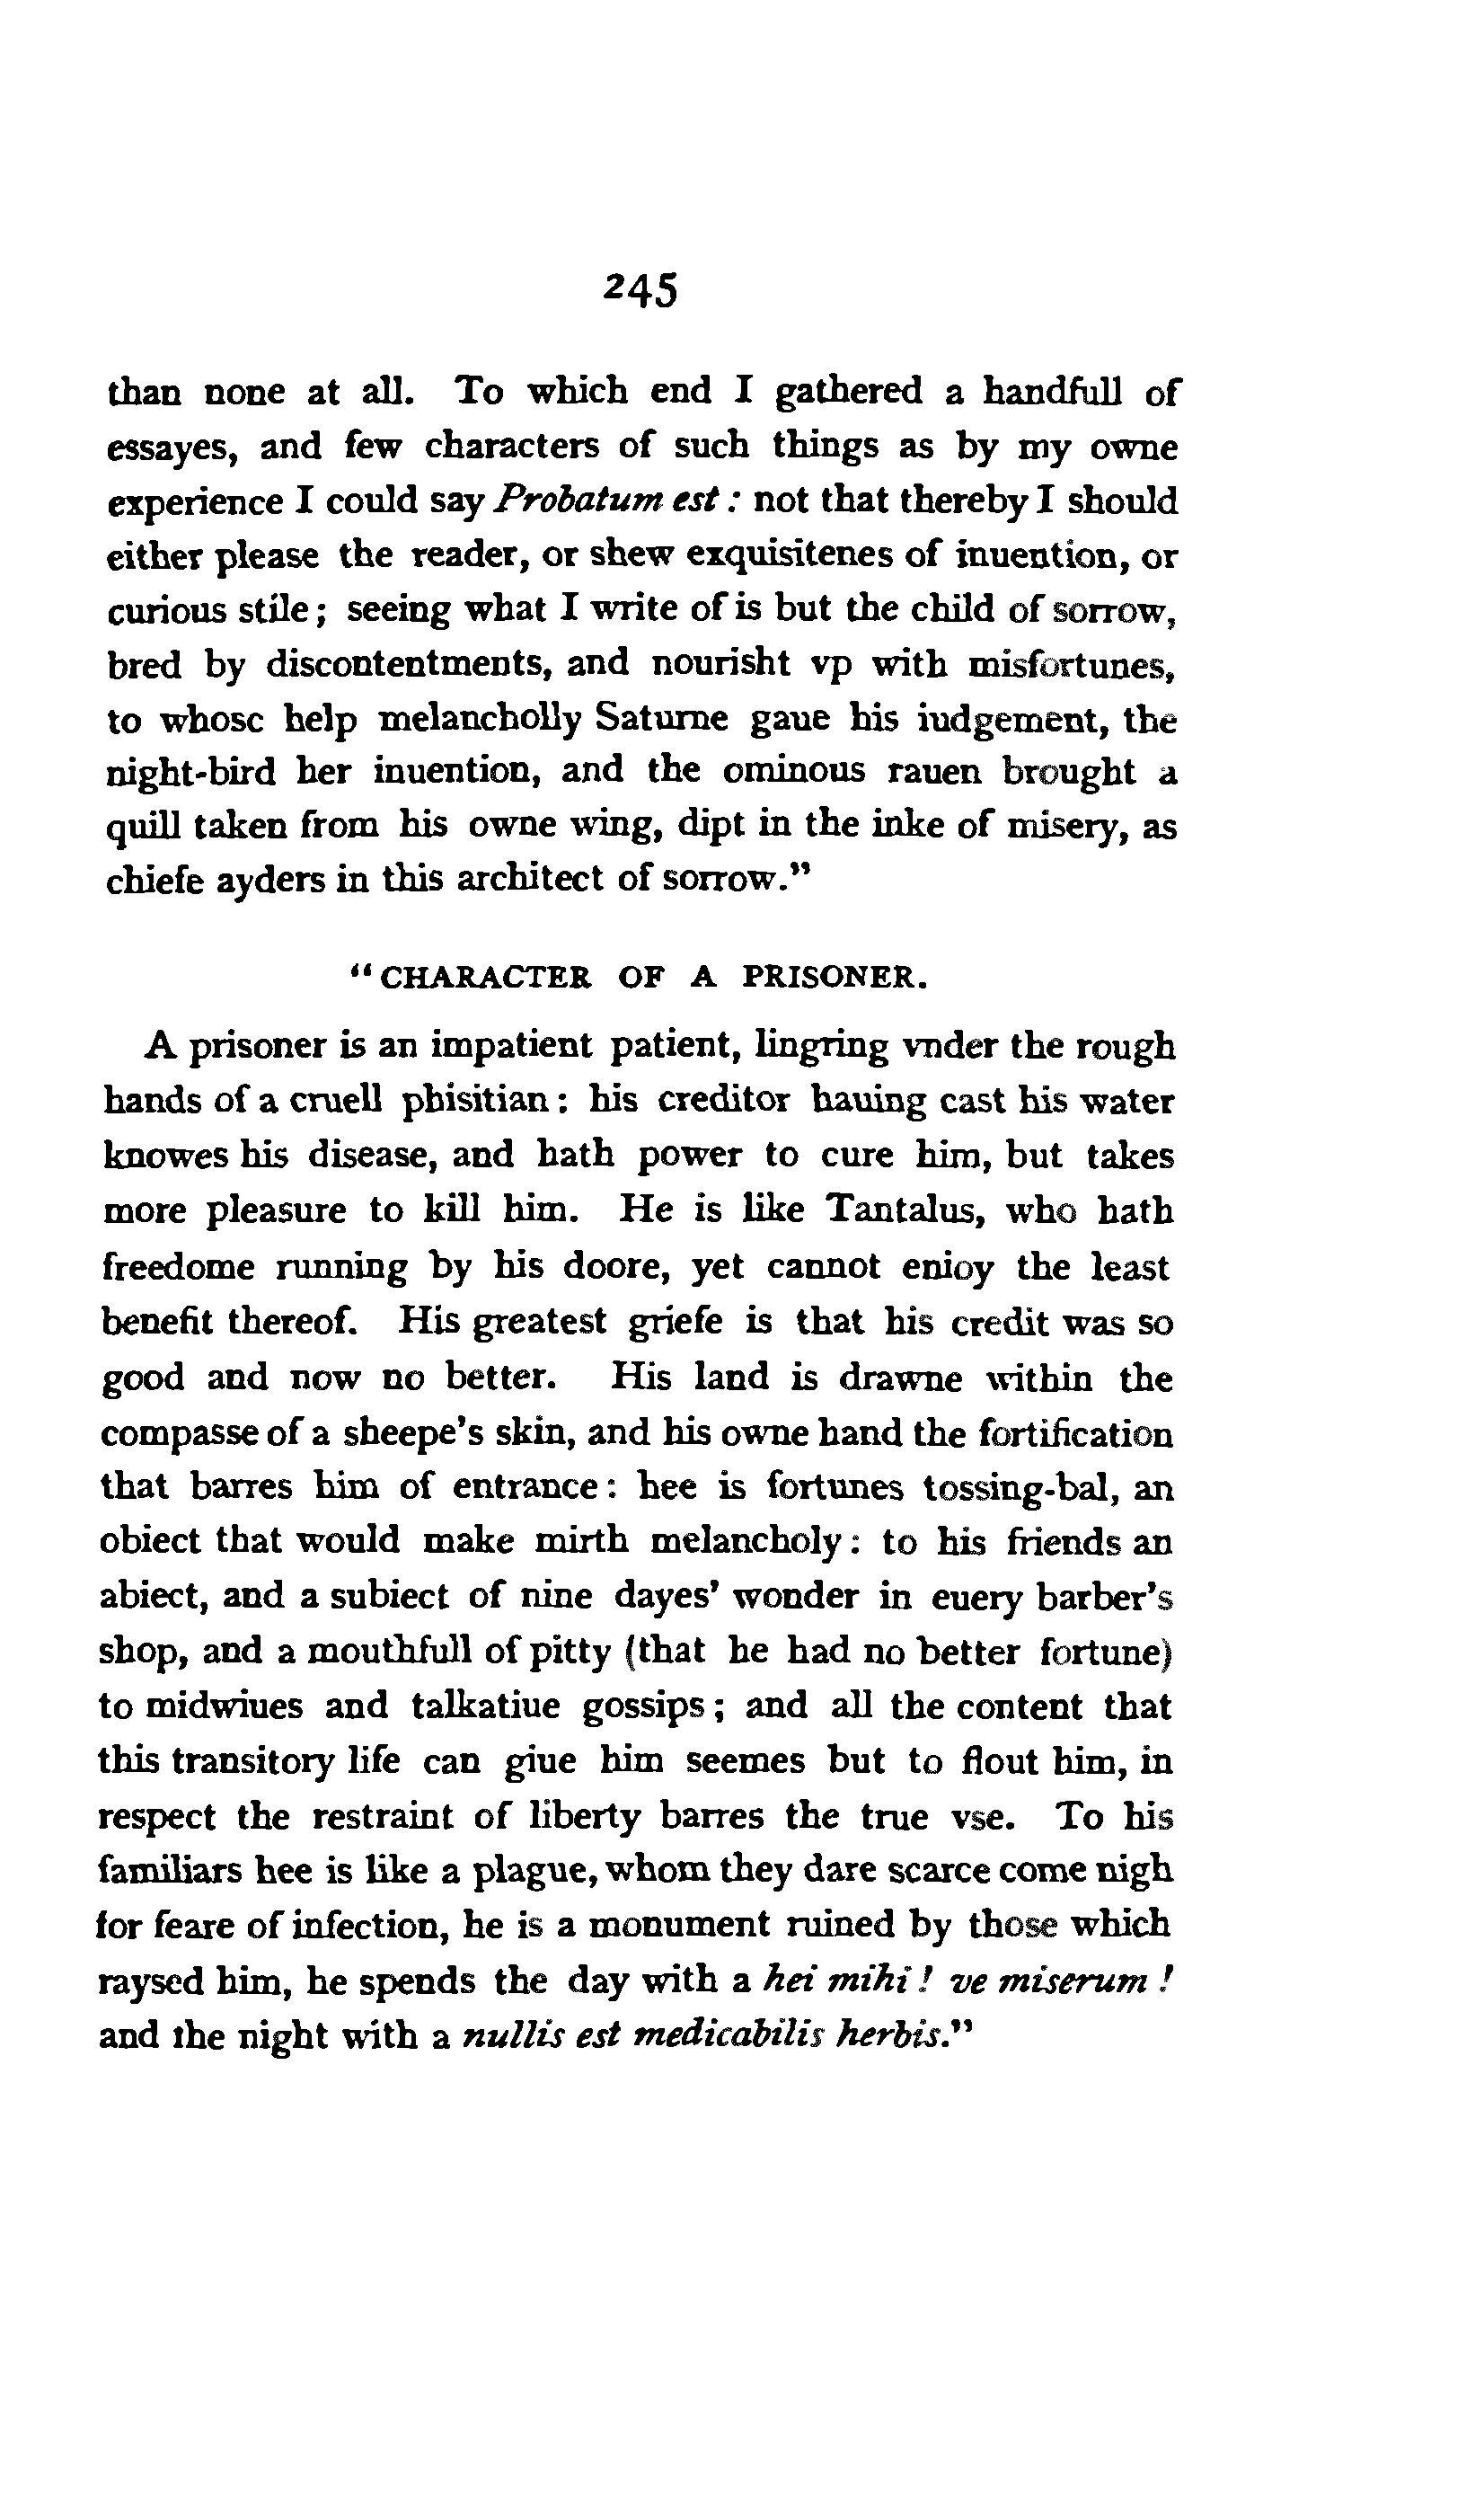 245
than none at all. To which end I gathered a handfull of
essayes, and few characters of such things as by my owne
experience I could say Probatum est: not that thereby I should
either please the reader, or shew exquisitenes of inuention, or
curious stile; seeing what I write of is but the child of sorrow,
bred by discontentments, and nourisht vp with misfortunes,
to whose help melancholly Saturne gaue his iudgement, the
night-bird her inuention, and the ominous rauen brought a
quill taken from his owne wing, dipt in the inke of misery, as
chiefe ayders in this architect of sorrow."
"CHARACTER OF A PRISONER.
A prisoner is an impatient patient, lingring vnder the rough
hands of a cruell phisitian: his creditor hauing cast his water
knowes his disease, and hath power to cure him, but takes
more pleasure to kill him. He is like Tantalus, who hath
freedome running by his doore, yet cannot enioy the least
benefit thereof. His greatest griefe is that his credit was so
good and now no better. His land is drawne within the
compasse of a sheepe's skin, and his owne hand the fortification
that barres him of entrance: hee is fortunes tossing-bal, an
obiect that would make mirth melancholy: to his friends an
abiect, and a subiect of nine dayes' wonder in euery barber's
shop, and a mouthfull of pitty (that he had no better fortune)
to midwiues and talkatiue gossips; and all the content that
this transitory life can giue him seemes but to flout him, in
respect the restraint of liberty barres the true vse. To his
familiars hee is like a plague, whom they dare scarce come nigh
for feare of infection, he is a monument ruined by those which
raysed him, he spends the day with a hei mihi! ve miserum!
and the night with a nullis est medicabilis herbis."